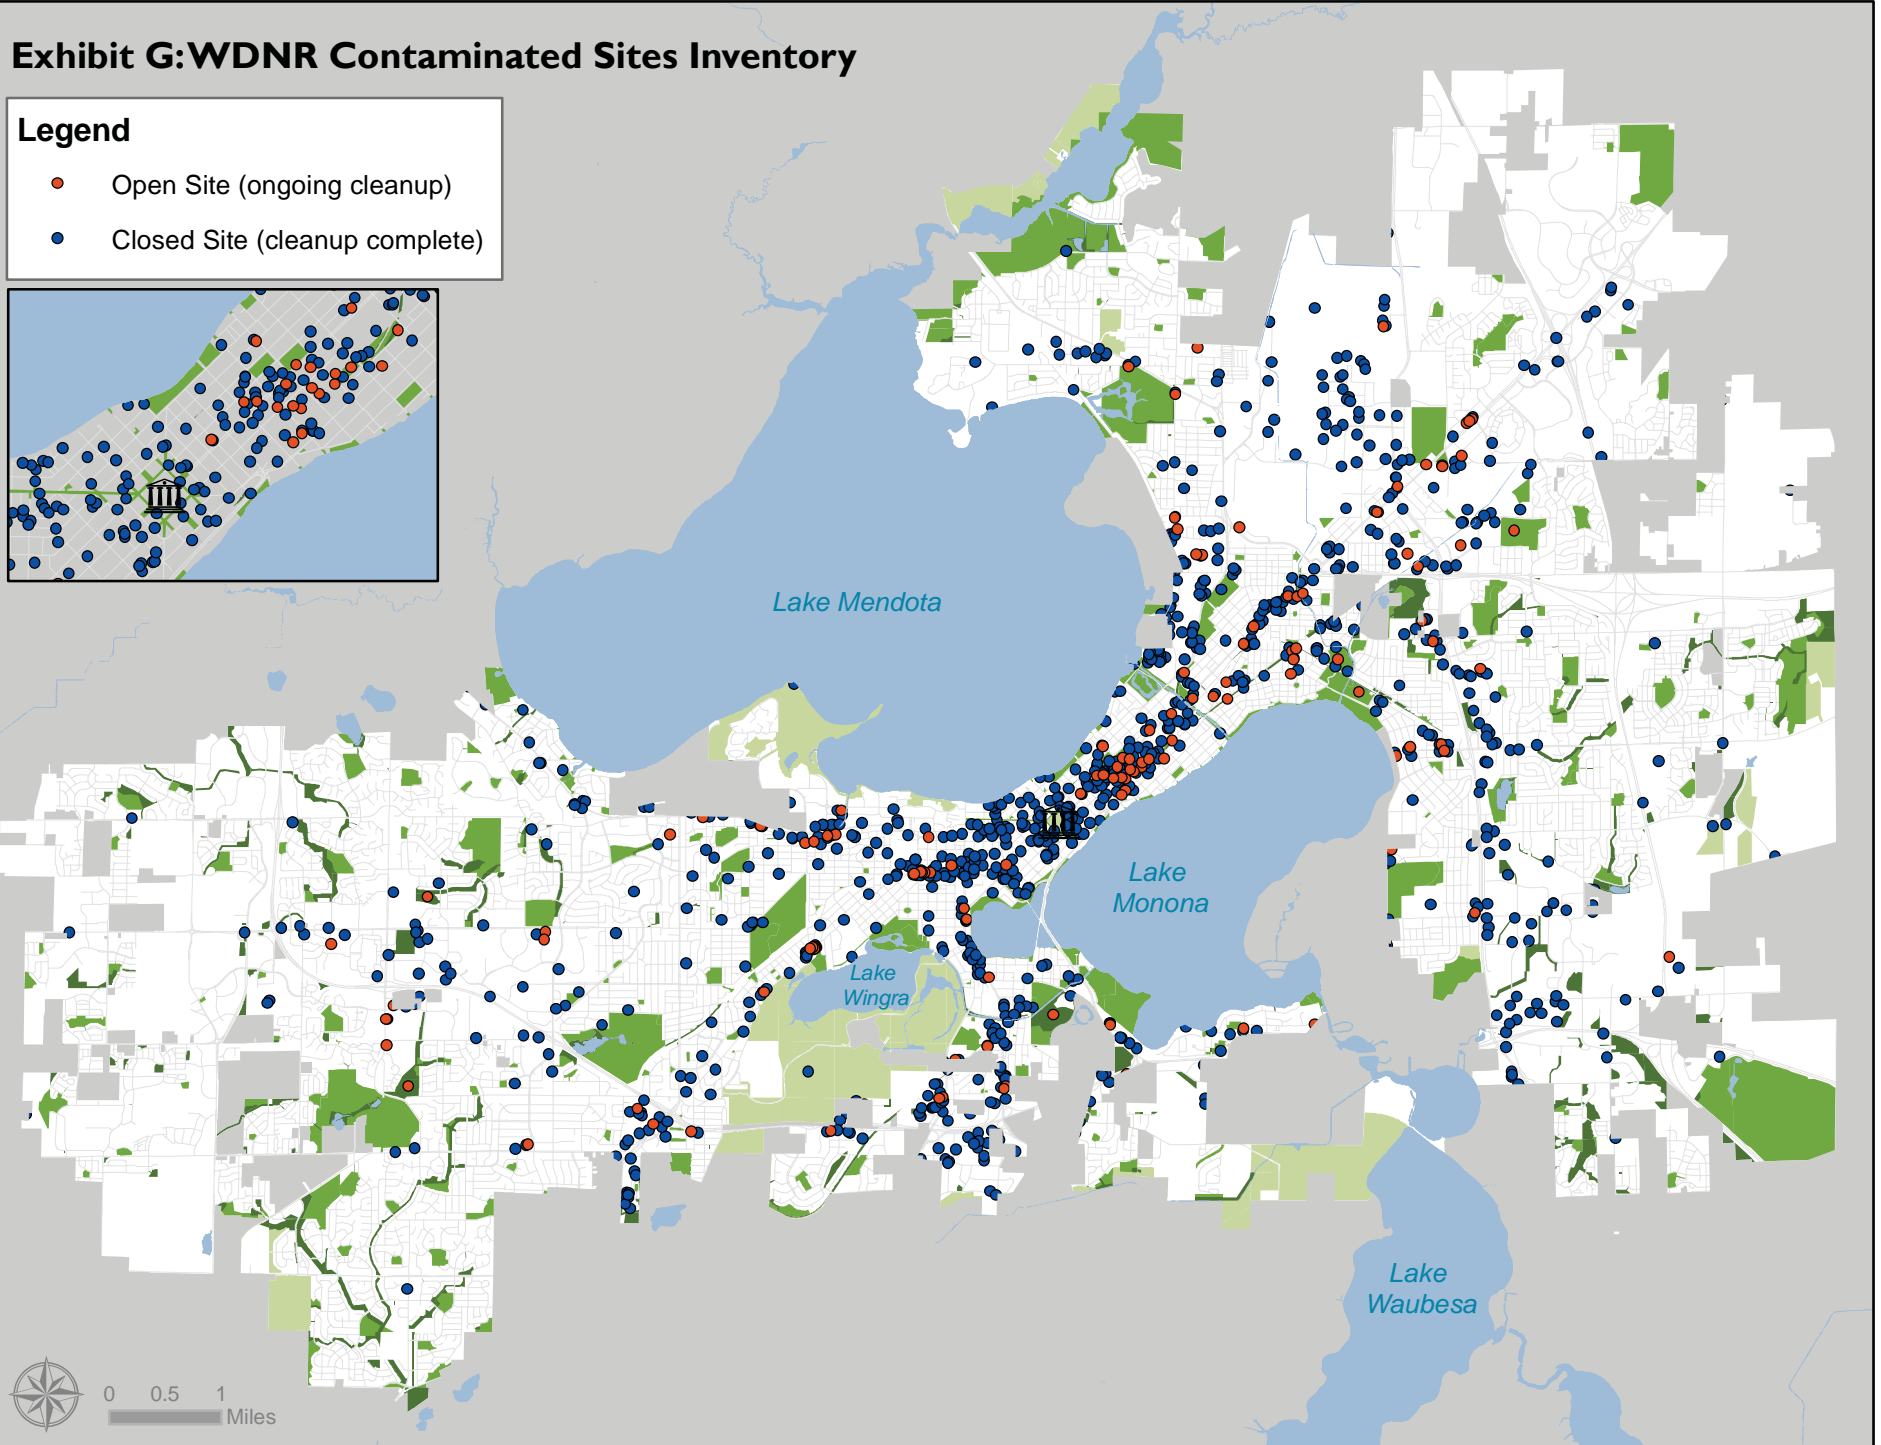 Exhibit G: WDNR Contaminated Sites Inventory
Legend
Open Site (ongoing cleanup)
Closed Site (cleanup complete)
Lake Mendota
Lake
Monona
Lake
Wingra
Lake
Waubesa
0 0.5 1
Miles